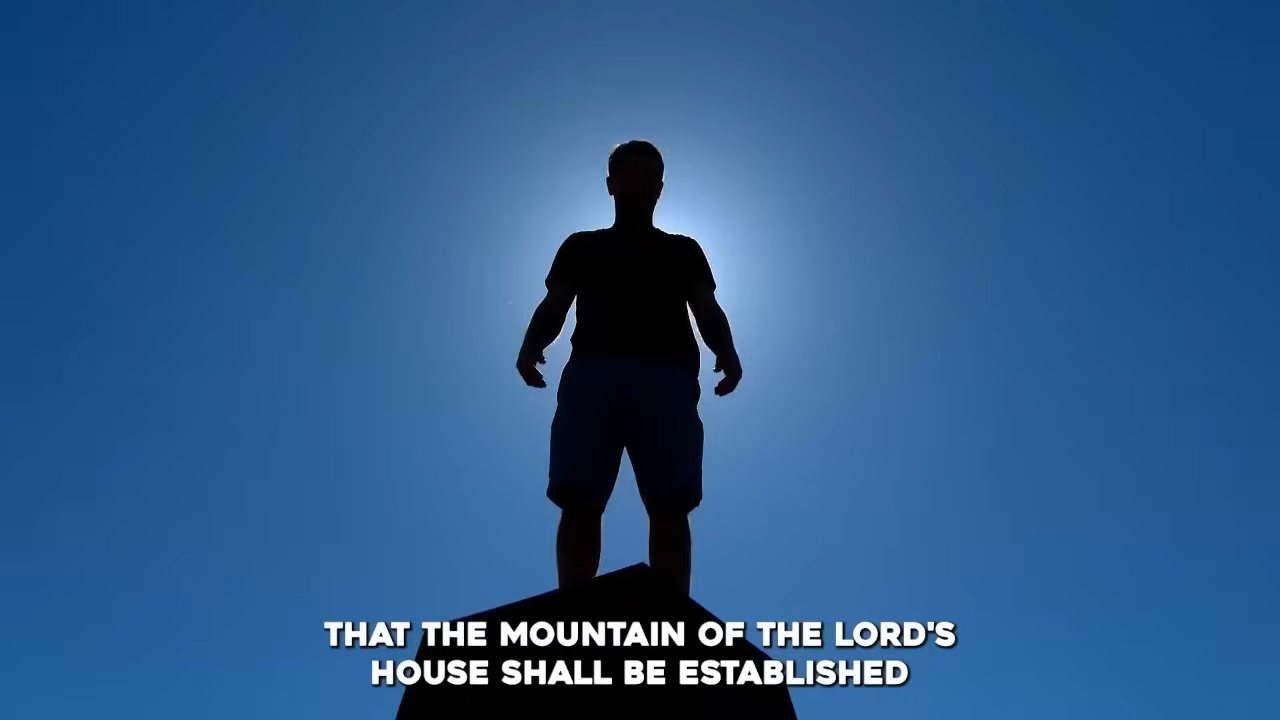 THAT THE MOUNTAIN OF THE LORD'S
HOUSE SHALL BE ESTABLISHED